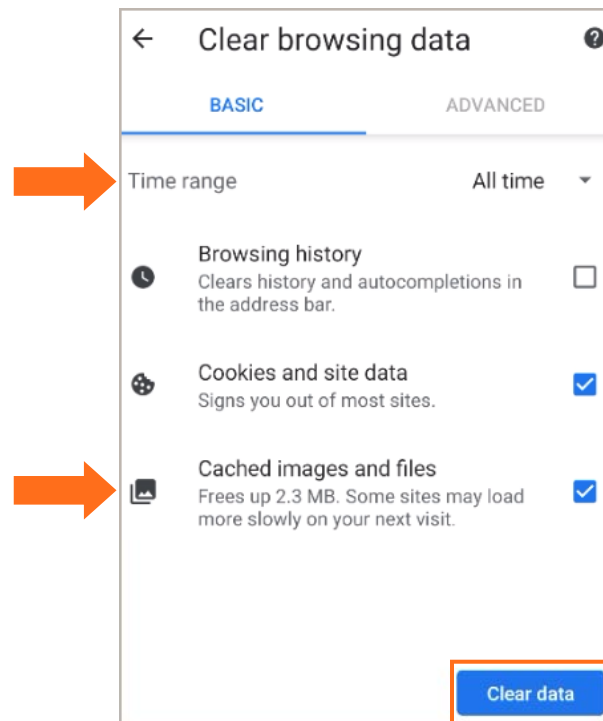 Clear browsing data
BASIC ADVANCED
Time range All time
Browsing history
Clears history and autocompletions in
the address bar.
Cookies and site data
Signs you out of most sites.
Cached images and files
Frees up 2.3 MB. Some sites may load
more slowly on your next visit.
Clear data